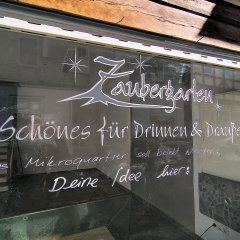 Zaubergarten
Schönes für Drinnen & Drauße
Mikroquartier soll belebt werden
Deine Idee hier: